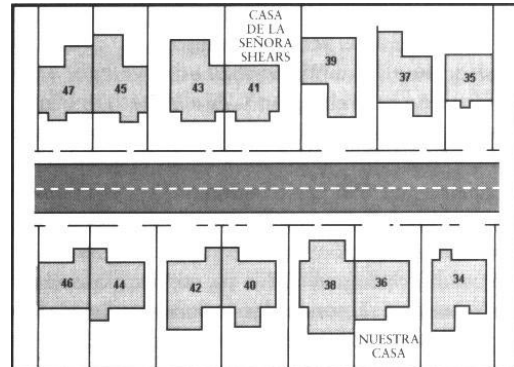 CASA
DE LA
SEÑORA
SHEARS
47 45 43 41 39 37 35
46 44 42 40 38 36 34
NUESTRA
CASA